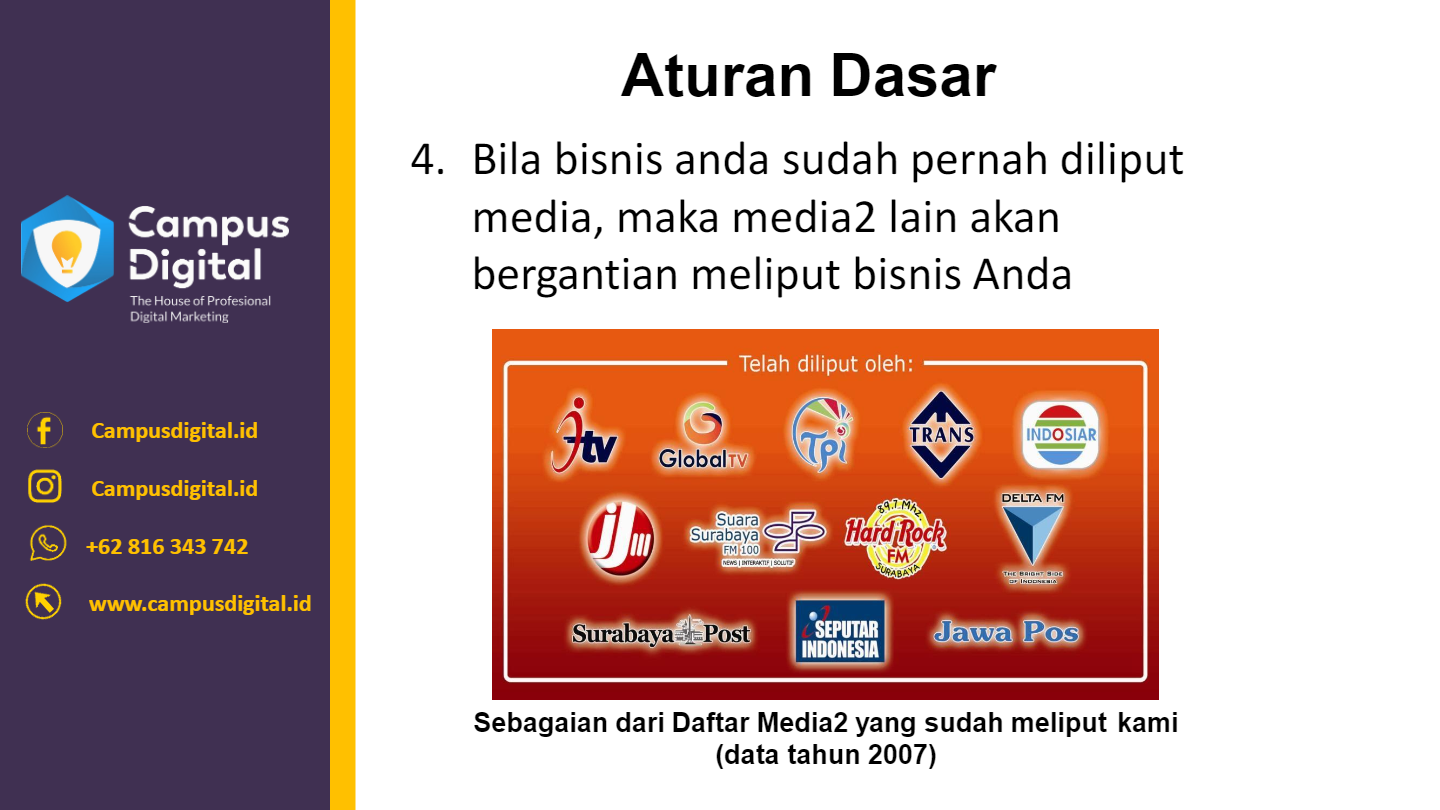 Campus
Digital
The House of Profesional
Digital Marketing
Campusdigital.id
Campusdigital.id
+62 816 343 742
www.campusdigital.id
Aturan Dasar
4. Bila bisnis anda sudah pernah diliput
media, maka media2 lain akan
bergantian meliput bisnis Anda
Telah diliput oleh:
jtv
GlobalTV
Tpi
TRANS
INDOSIAR
jjm
Suara
Surabaya
FM 100
NEWS | INTERAKTIF | SOLUTIF
89.7 Mhz
Hard Rock
FM
SURABAYA
DELTA FM
THE BRIGHT SIDE
OF INDONESIA
Surabaya Post
SEPUTAR
INDONESIA
Jawa Pos
Sebagaian dari Daftar Media2 yang sudah meliput kami
(data tahun 2007)